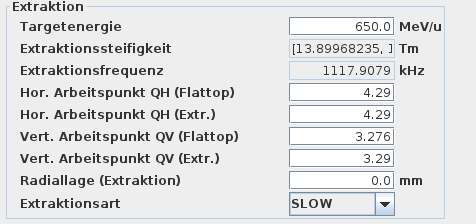 Extraktion
Targetenergie 650.0 MeV/u
Extraktionssteifigkeit [13.89968235, 1 Tm
Extraktionsfrequenz 1117.9079 kHz
Hor. Arbeitspunkt QH (Flattop) 4.29
Hor. Arbeitspunkt QH (Extr.) 4.29
Vert. Arbeitspunkt QV (Flattop) 3.276
Vert. Arbeitspunkt QV (Extr.) 3.29
Radiallage (Extraktion) 0.0 mm
Extraktionsart SLOW